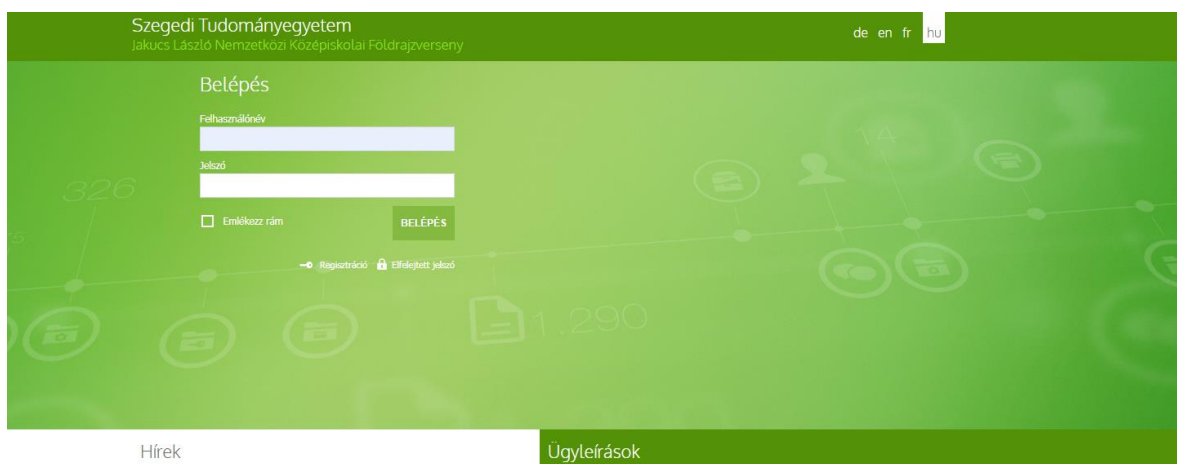 Szegedi Tudományegyetem
Jakucs László Nemzetközi Középiskolai Földrajzverseny
de en fr hu
Belépés
Felhasználónév
Jelszó
Emlékezz rám
BELÉPÉS
Regisztráció Elfelejtett jelszó
326
14
1.290
Hírek
Ügyleírások